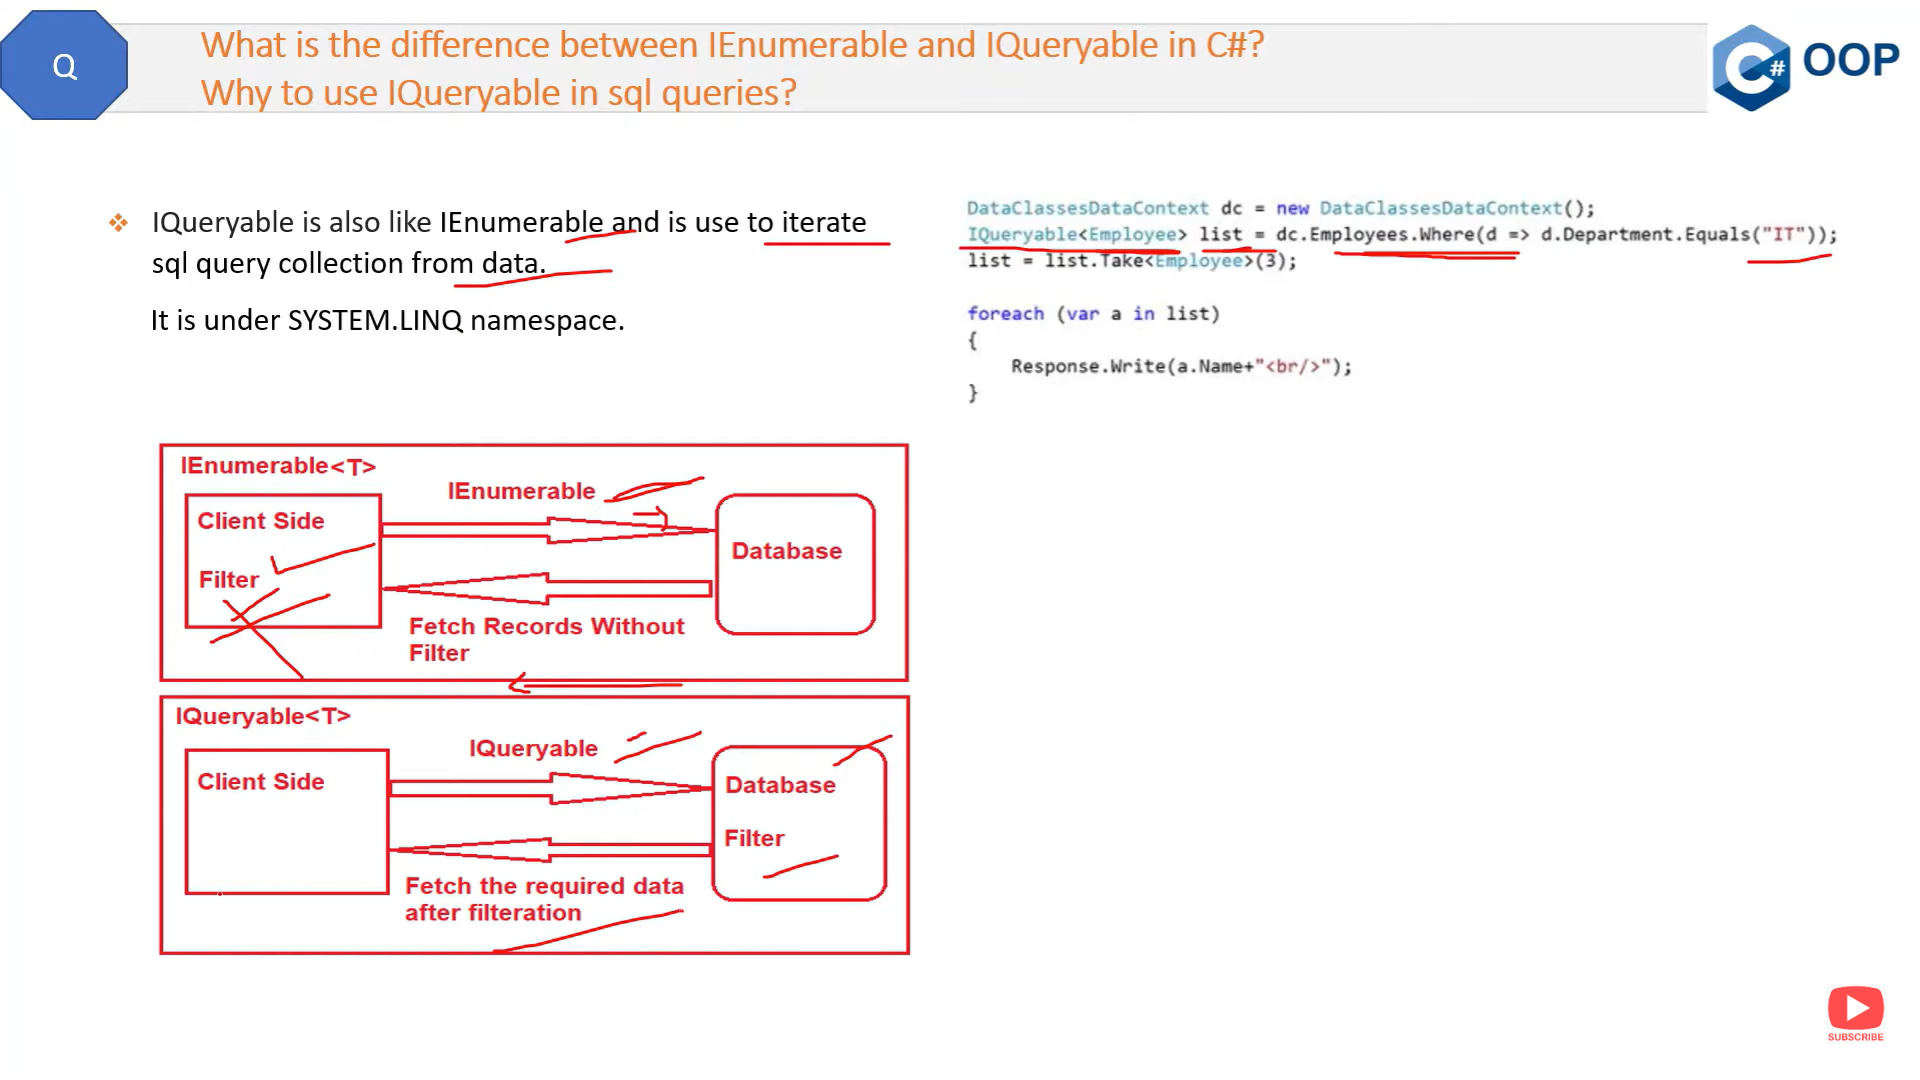 Q
What is the difference between IEnumerable and IQueryable in C#?
Why to use IQueryable in sql queries?
C# OOP
IQueryable is also like IEnumerable and is use to iterate
sql query collection from data.
It is under SYSTEM.LINQ namespace.
DataClassesDataContext dc = new DataClassesDataContext();
IQueryable<Employee> list = dc.Employees.Where(d => d.Department.Equals("IT"));
list = list.Take<Employee>(3);
foreach (var a in list)
{
Response.Write(a.Name+"<br/>");
}
IEnumerable<T>
IEnumerable
Client Side
Database
Filter
Fetch Records Without
Filter
IQueryable<T>
IQueryable
Client Side
Database
Filter
Fetch the required data
after filteration
SUBSCRIBE